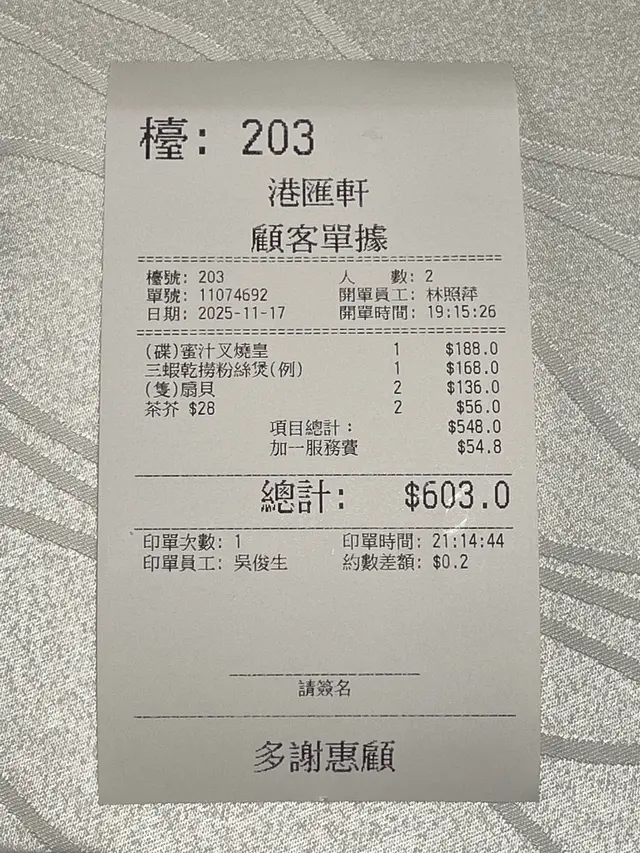 檯: 203
港匯軒
顧客單據
檯號: 203 人 數: 2
單號: 11074692 開單員工: 林照萍
日期: 2025-11-17 開單時間: 19:15:26
(碟)蜜汁叉燒皇 1 $188.0
三蝦乾撈粉絲煲(例) 1 $168.0
(隻)扇貝 2 $136.0
茶芥 $28 2 $56.0
項目總計: $548.0
加一服務費 $54.8
總計: $603.0
印單次數: 1 印單時間: 21:14:44
印單員工: 吳俊生 約數差額: $0.2
請簽名
多謝惠顧